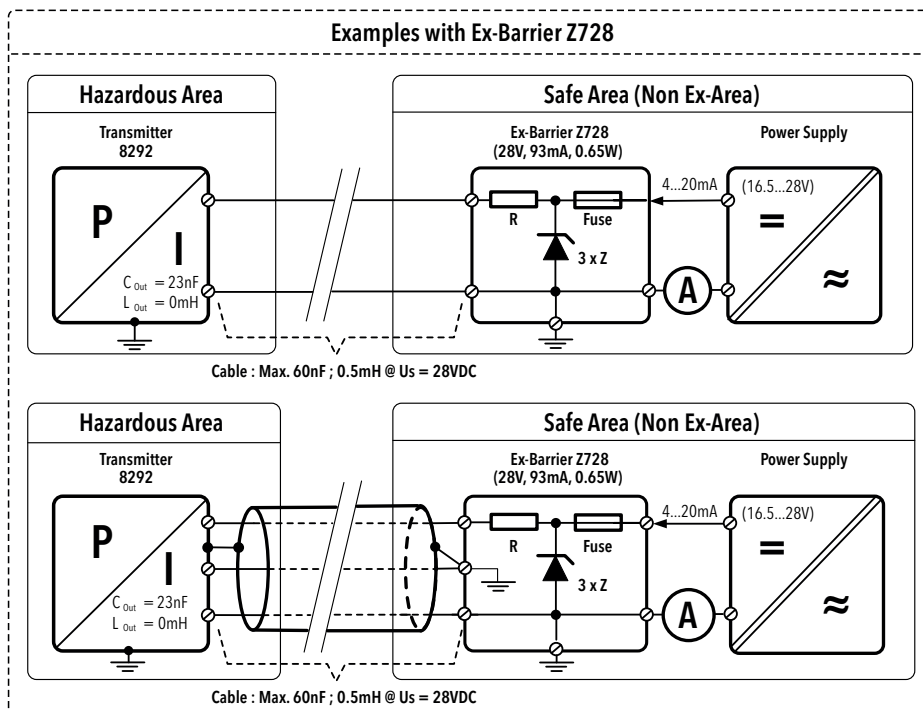 Examples with Ex-Barrier Z728
Hazardous Area
Safe Area (Non Ex-Area)
Transmitter
8292
Ex-Barrier Z728
(28V, 93mA, 0.65W)
Power Supply
P
I
C Out = 23nF
L Out = 0mH
R
Fuse
3 x Z
4...20mA
(16.5...28V)
=
≈
A
Cable : Max. 60nF ; 0.5mH @ Us = 28VDC
Hazardous Area
Safe Area (Non Ex-Area)
Transmitter
8292
Ex-Barrier Z728
(28V, 93mA, 0.65W)
Power Supply
P
I
C Out = 23nF
L Out = 0mH
R
Fuse
3 x Z
4...20mA
(16.5...28V)
=
≈
A
Cable : Max. 60nF ; 0.5mH @ Us = 28VDC